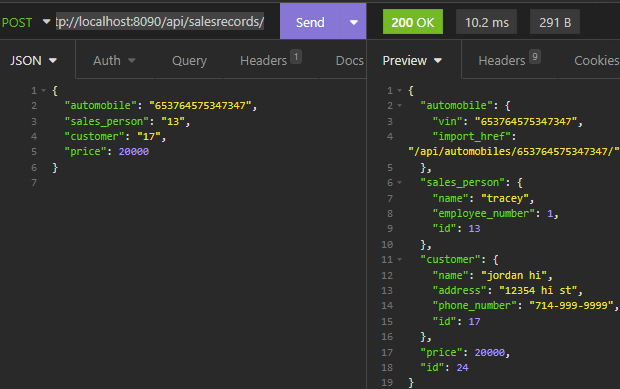 POST tp://localhost:8090/api/salesrecords/ Send 200 OK 10.2 ms 291 B
JSON Auth Query Headers 1 Docs
1 {
2 "automobile": "653764575347347",
3 "sales_person": "13",
4 "customer": "17",
5 "price": 20000
6 }
7
Preview Headers 9 Cookies
1 {
2 "automobile": {
3 "vin": "653764575347347",
4 "import_href":
"/api/automobiles/653764575347347/"
5 },
6 "sales_person": {
7 "name": "tracey",
8 "employee_number": 1,
9 "id": 13
10 },
11 "customer": {
12 "name": "jordan hi",
13 "address": "12354 hi st",
14 "phone_number": "714-999-9999",
15 "id": 17
16 },
17 "price": 20000,
18 "id": 24
19 }